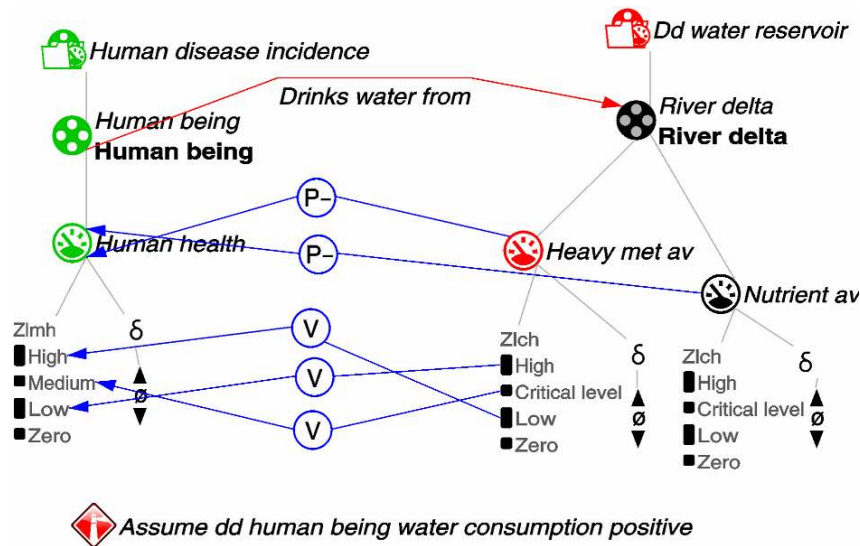 Human disease incidence
Dd water reservoir
Drinks water from
Human being
Human being
River delta
River delta
P–
P–
Human health
Heavy met av
Nutrient av
Zlmh
High
Medium
Low
Zero
δ
ø
V
V
V
Zlch
High
Critical level
Low
Zero
δ
ø
Zlch
High
Critical level
Low
Zero
δ
ø
Assume dd human being water consumption positive